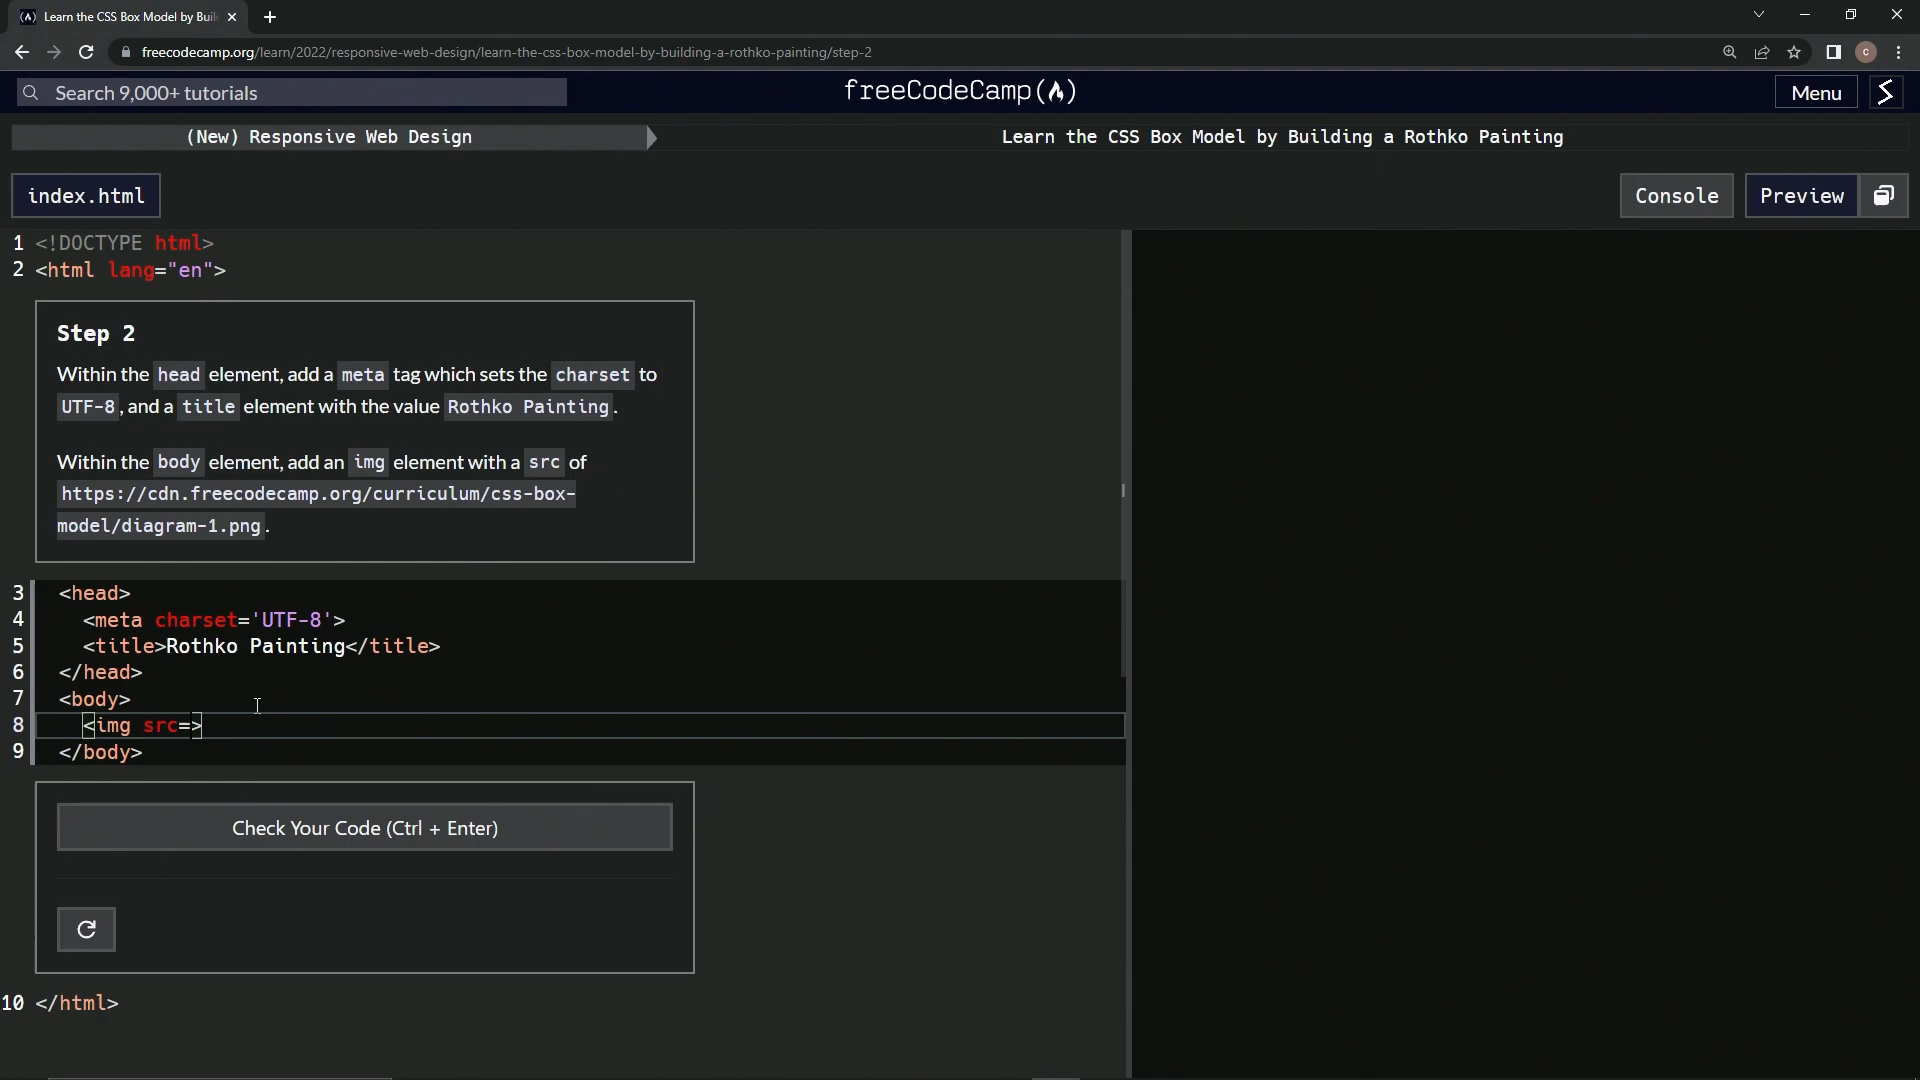 Learn the CSS Box Model by Buil
freecodecamp.org/learn/2022/responsive-web-design/learn-the-css-box-model-by-building-a-rothko-painting/step-2
C
Search 9,000+ tutorials
freeCodeCamp
Menu
(New) Responsive Web Design
Learn the CSS Box Model by Building a Rothko Painting
index.html
Console
Preview
1 <!DOCTYPE html>
2 <html lang="en">
Step 2
Within the head element, add a meta tag which sets the charset to
UTF-8, and a title element with the value Rothko Painting.
Within the body element, add an img element with a src of
https://cdn.freecodecamp.org/curriculum/css-box-
model/diagram-1.png.
3 <head>
4 <meta charset='UTF-8'>
5 <title>Rothko Painting</title>
6 </head>
7 <body>
8 <img src=>
9 </body>
Check Your Code (Ctrl + Enter)
10 </html>